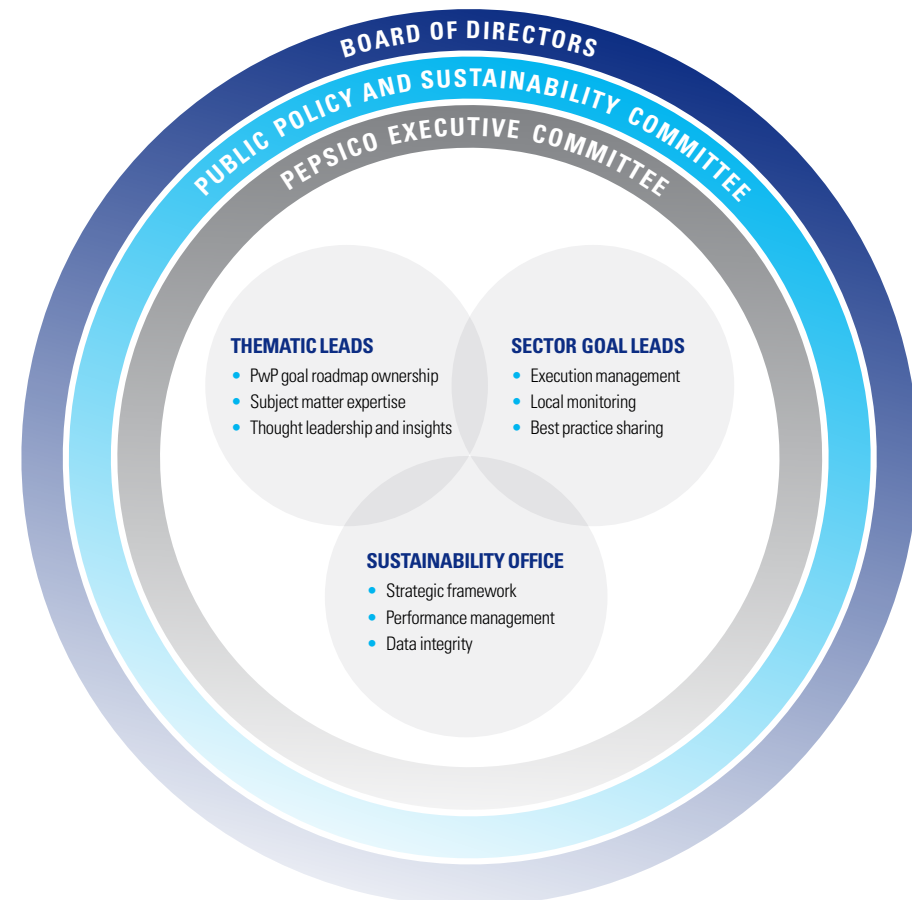 BOARD OF DIRECTORS
PUBLIC POLICY AND SUSTAINABILITY COMMITTEE
PEPSICO EXECUTIVE COMMITTEE
THEMATIC LEADS
• PwP goal roadmap ownership
• Subject matter expertise
• Thought leadership and insights
SECTOR GOAL LEADS
• Execution management
• Local monitoring
• Best practice sharing
SUSTAINABILITY OFFICE
• Strategic framework
• Performance management
• Data integrity